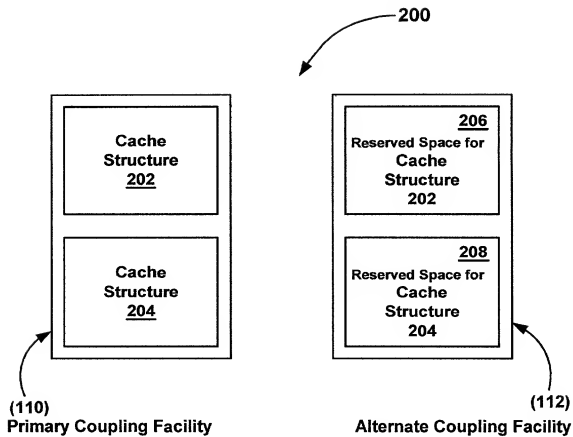 200
Cache
Structure
202
Cache
Structure
204
206
Reserved Space for
Cache
Structure
202
208
Reserved Space for
Cache
Structure
204
(110)
Primary Coupling Facility
(112)
Alternate Coupling Facility